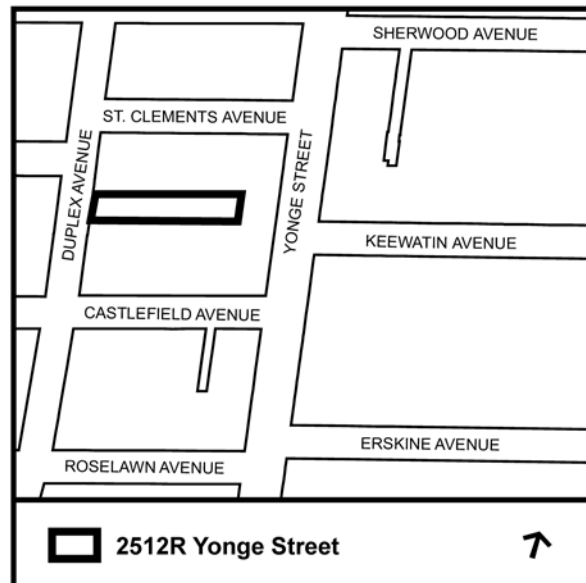 SHERWOOD AVENUE
ST. CLEMENTS AVENUE
DUPLEX AVENUE
YONGE STREET
KEEWATIN AVENUE
CASTLEFIELD AVENUE
ERSKINE AVENUE
ROSELAWN AVENUE
2512R Yonge Street